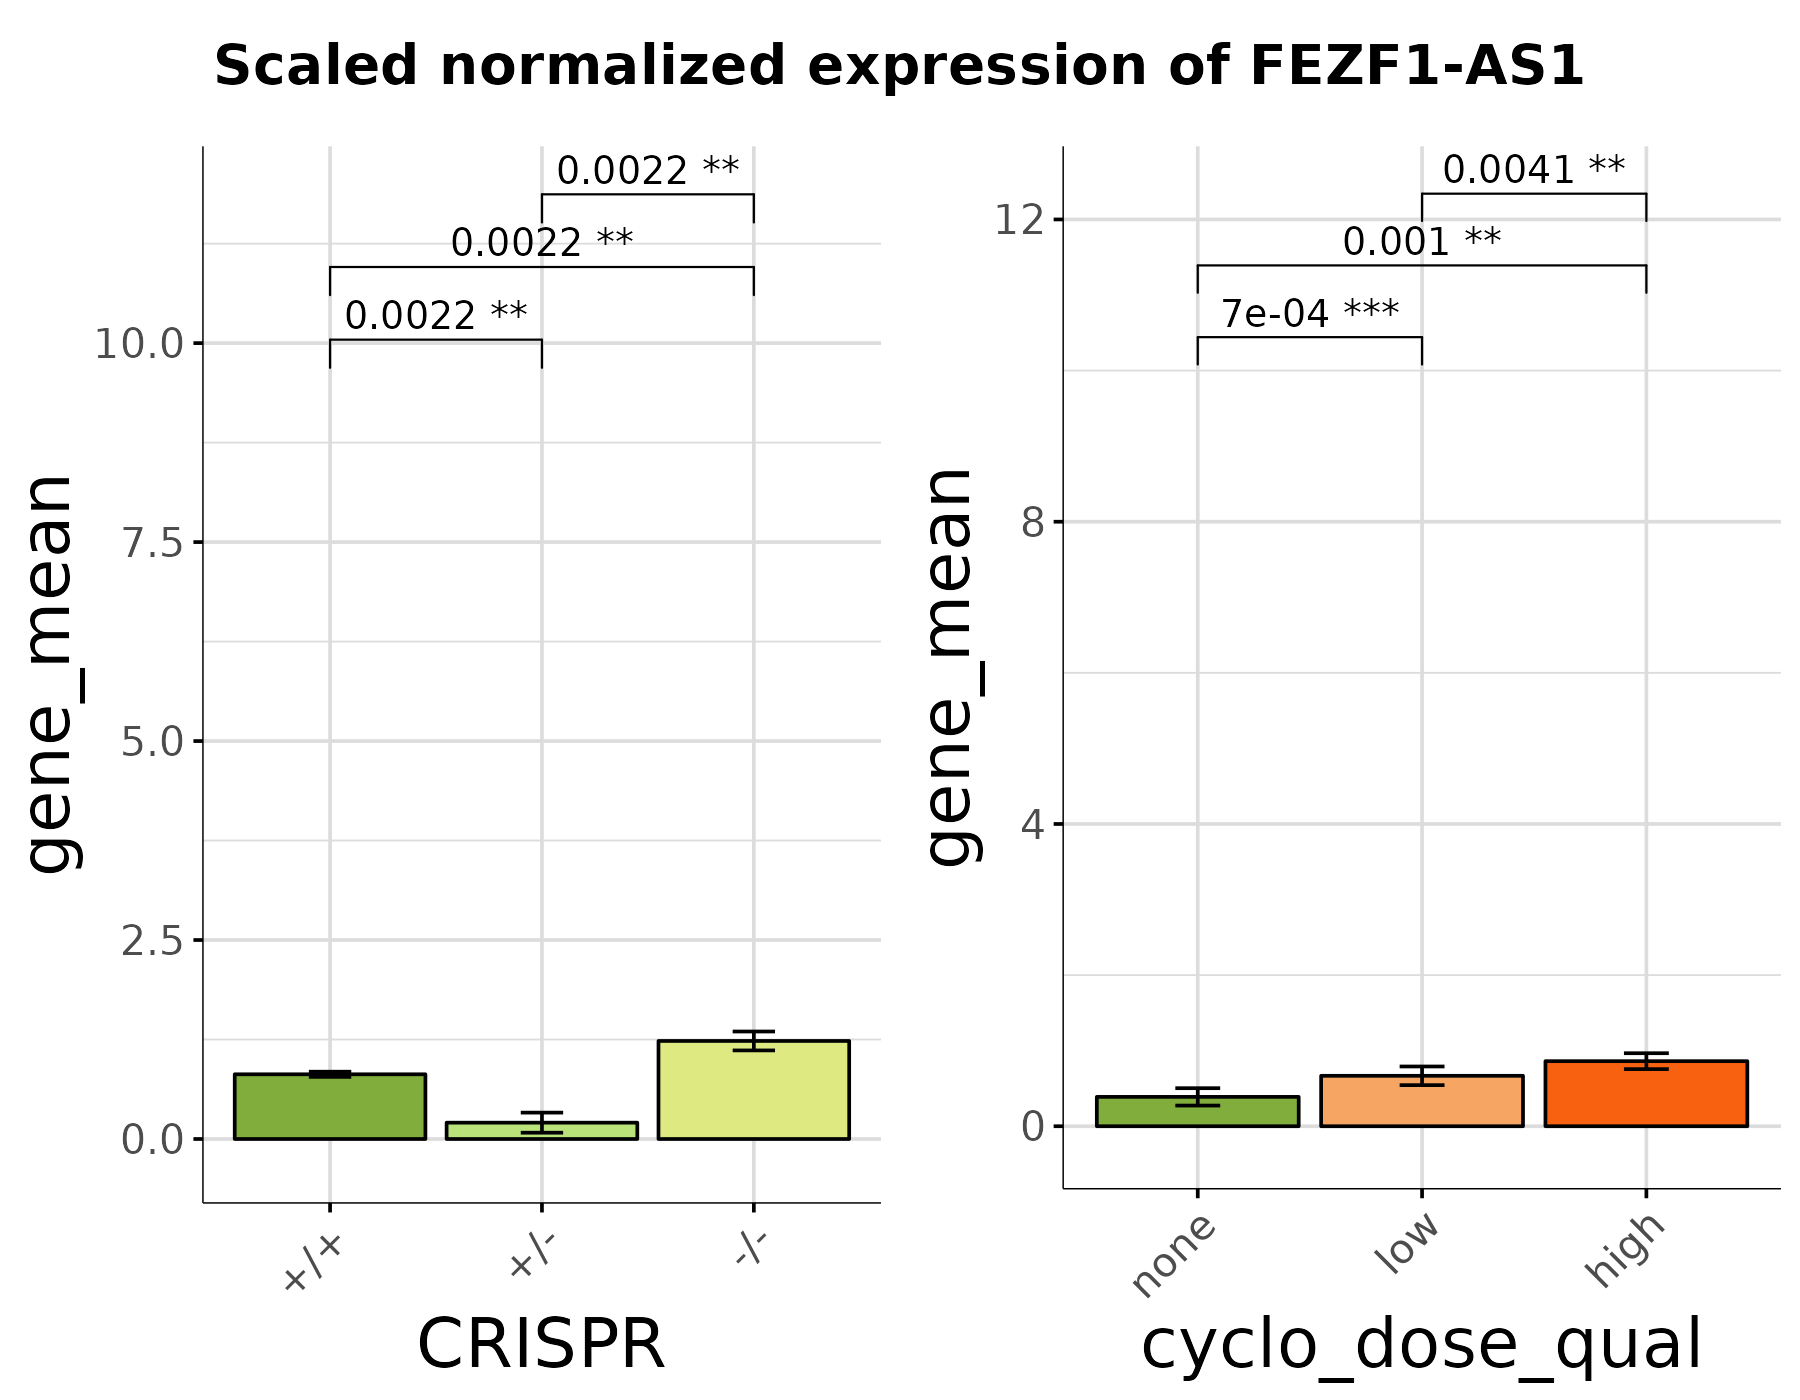 Scaled normalized expression of FEZF1-AS1
gene_mean
10.0
7.5
5.0
2.5
0.0
0.0022 **
0.0022 **
0.0022 **
+/+
+/-
-/-
CRISPR
gene_mean
12
8
4
0
0.0041 **
0.001 **
7e-04 ***
none
low
high
cyclo_dose_qual